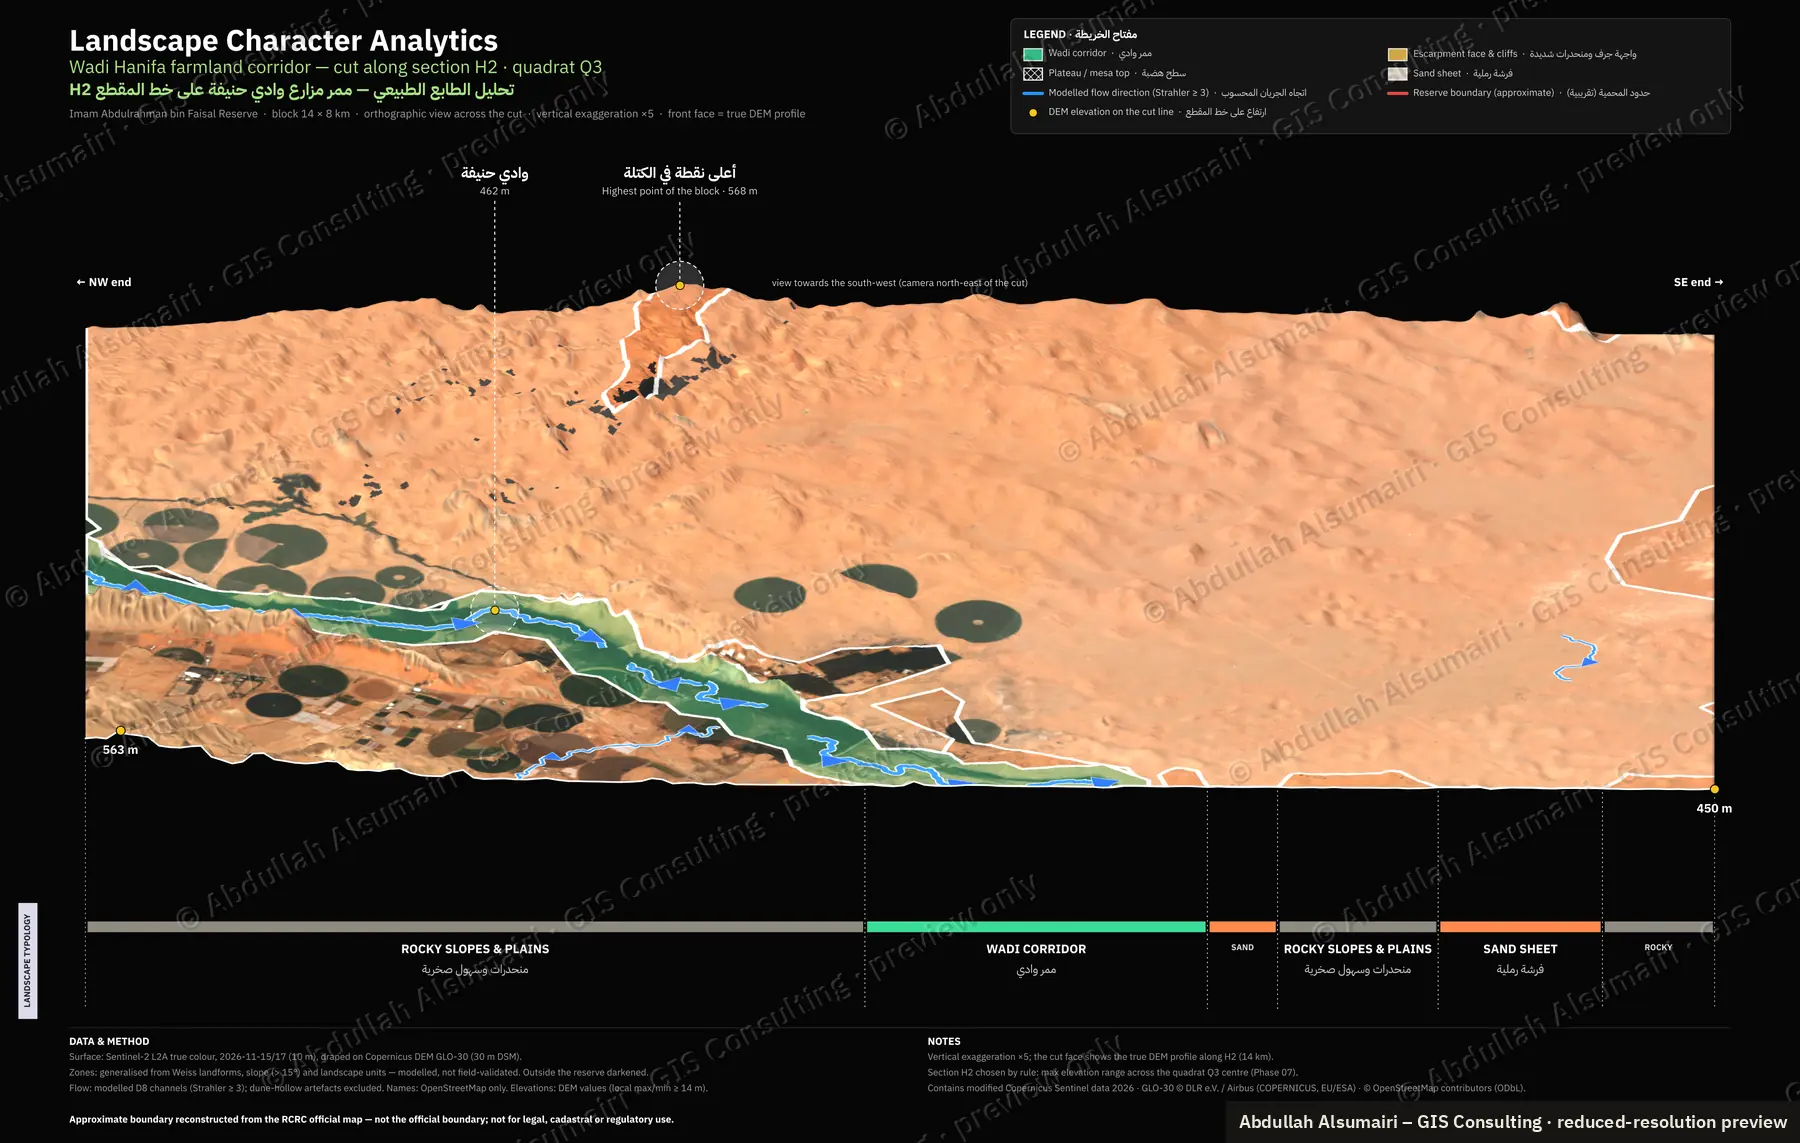 Landscape Character Analytics
Wadi Hanifa farmland corridor — cut along section H2 · quadrat Q3
تحليل الطابع الطبيعي — ممر مزارع وادي حنيفة على خط المقطع H2
Imam Abdulrahman bin Faisal Reserve · block 14 × 8 km · orthographic view across the cut · vertical exaggeration ×5 · front face = true DEM profile
LEGEND · مفتاح الخريطة
Wadi corridor · ممر وادي
Escarpment face & cliffs · واجهة جرف ومنحدرات شديدة
Plateau / mesa top · سطح هضبة
Sand sheet · فرشة رملية
Modelled flow direction (Strahler ≥ 3) · اتجاه الجريان المحسوب
Reserve boundary (approximate) · حدود المحمية (تقريبية)
DEM elevation on the cut line · ارتفاع على خط المقطع
وادي حنيفة
462 m
أعلى نقطة في الكتلة
Highest point of the block · 568 m
← NW end
view towards the south-west (camera north-east of the cut)
SE end →
563 m
450 m
LANDSCAPE TYPOLOGY
ROCKY SLOPES & PLAINS
منحدرات وسهول صخرية
WADI CORRIDOR
ممر وادي
SAND
ROCKY SLOPES & PLAINS
منحدرات وسهول صخرية
SAND SHEET
فرشة رملية
ROCKY
DATA & METHOD
Surface: Sentinel-2 L2A true colour, 2026-11-15/17 (10 m), draped on Copernicus DEM GLO-30 (30 m DSM).
Zones: generalised from Weiss landforms, slope (> 15°) and landscape units — modelled, not field-validated. Outside the reserve darkened.
Flow: modelled D8 channels (Strahler ≥ 3); dune-hollow artefacts excluded. Names: OpenStreetMap only. Elevations: DEM values (local max/min ≥ 14 m).
Approximate boundary reconstructed from the RCRC official map — not the official boundary; not for legal, cadastral or regulatory use.
NOTES
Vertical exaggeration ×5; the cut face shows the true DEM profile along H2 (14 km).
Section H2 chosen by rule: max elevation range across the quadrat Q3 centre (Phase 07).
Contains modified Copernicus Sentinel data 2026 · GLO-30 © DLR e.V. / Airbus (COPERNICUS, EU/ESA) · © OpenStreetMap contributors (ODbL).
© Abdullah Alsumairi · GIS Consulting · preview only
Abdullah Alsumairi – GIS Consulting · reduced-resolution preview